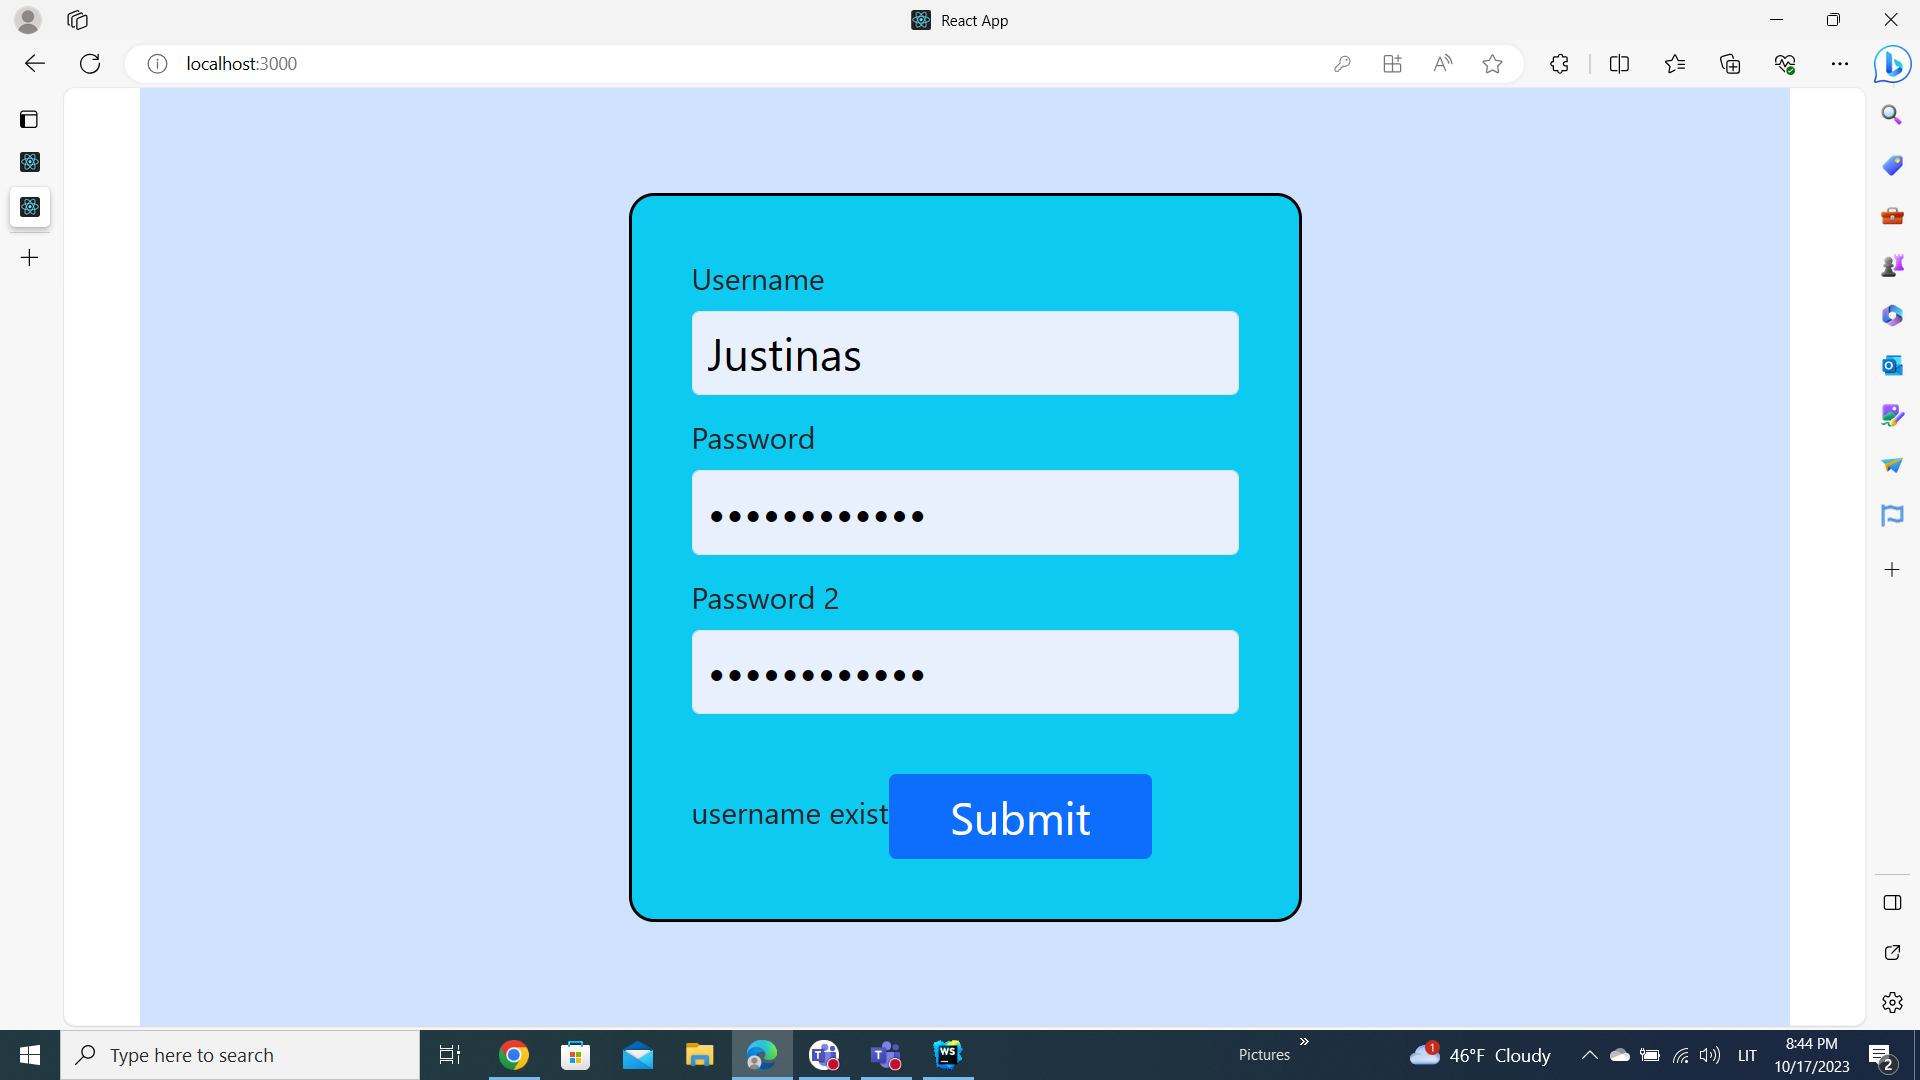 React App
localhost:3000
Username
Justinas
Password
••••••••••••
Password 2
••••••••••••
username exist
Submit
Type here to search
WS
Pictures
»
1
46°F Cloudy
LIT
8:44 PM
10/17/2023
2